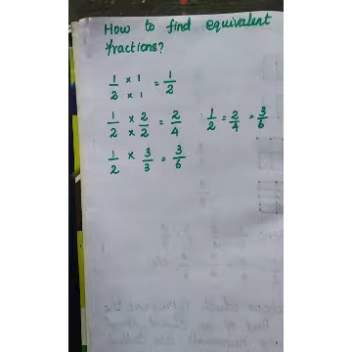 How to find equivalent
fractions?
1/2 × 1/× 1 = 1/2
1/2 × 2/× 2 = 2/4 1/2 = 2/4 = 3/6
1/2 × 3/3 = 3/6